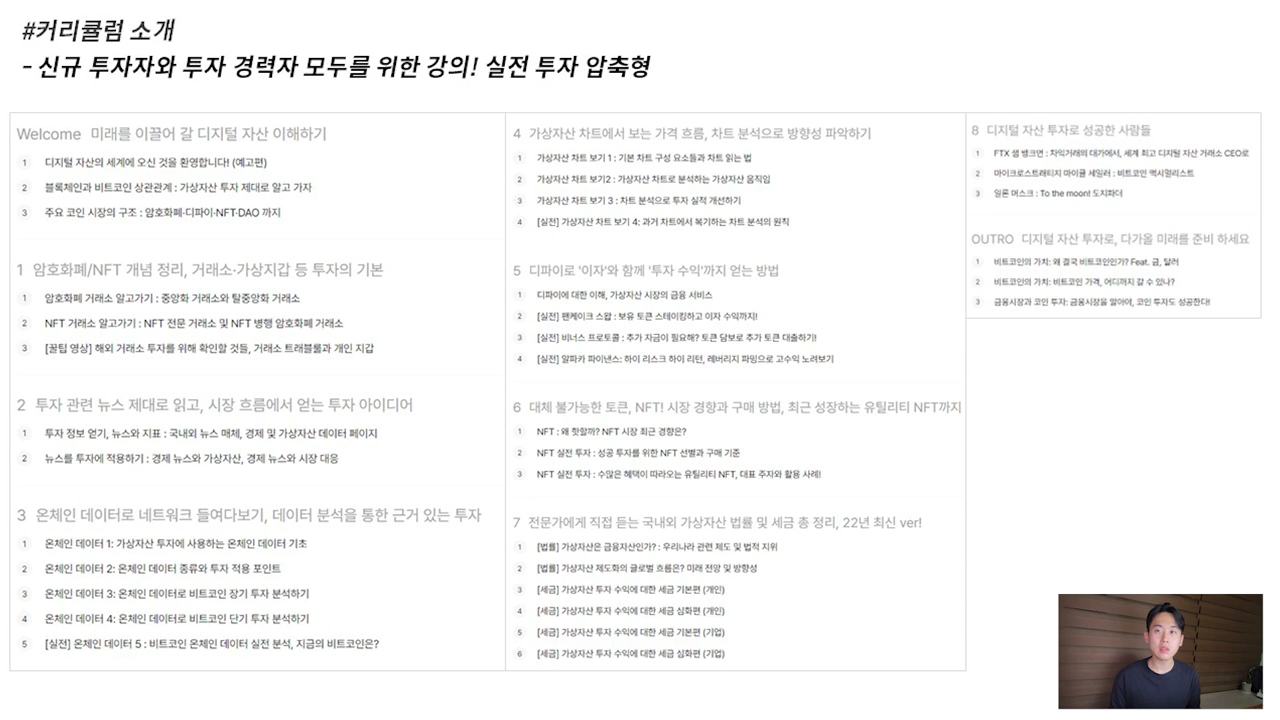 #커리큘럼 소개
- 신규 투자자와 투자 경력자 모두를 위한 강의! 실전 투자 압축형
Welcome 미래를 이끌어 갈 디지털 자산 이해하기
1 디지털 자산의 세계에 오신 것을 환영합니다! (예고편)
2 블록체인과 비트코인 상관관계 : 가상자산 투자 제대로 알고 가자
3 주요 코인 시장의 구조 : 암호화폐·디파이·NFT·DAO 까지
1 암호화폐/NFT 개념 정리, 거래소·가상지갑 등 투자의 기본
1 암호화폐 거래소 알고가기 : 중앙화 거래소와 탈중앙화 거래소
2 NFT 거래소 알고가기 : NFT 전문 거래소 및 NFT 병행 암호화폐 거래소
3 [꿀팁 영상] 해외 거래소 투자를 위해 확인할 것들, 거래소 트래블룰과 개인 지갑
2 투자 관련 뉴스 제대로 읽고, 시장 흐름에서 얻는 투자 아이디어
1 투자 정보 얻기, 뉴스와 지표 : 국내외 뉴스 매체, 경제 및 가상자산 데이터 페이지
2 뉴스를 투자에 적용하기 : 경제 뉴스와 가상자산, 경제 뉴스와 시장 대응
3 온체인 데이터로 네트워크 들여다보기, 데이터 분석을 통한 근거 있는 투자
1 온체인 데이터 1: 가상자산 투자에 사용하는 온체인 데이터 기초
2 온체인 데이터 2: 온체인 데이터 종류와 투자 적용 포인트
3 온체인 데이터 3: 온체인 데이터로 비트코인 장기 투자 분석하기
4 온체인 데이터 4: 온체인 데이터로 비트코인 단기 투자 분석하기
5 [실전] 온체인 데이터 5 : 비트코인 온체인 데이터 실전 분석, 지금의 비트코인은?
4 가상자산 차트에서 보는 가격 흐름, 차트 분석으로 방향성 파악하기
1 가상자산 차트 보기 1 : 기본 차트 구성 요소들과 차트 읽는 법
2 가상자산 차트 보기2 : 가상자산 차트로 분석하는 가상자산 움직임
3 가상자산 차트 보기 3 : 차트 분석으로 투자 실적 개선하기
4 [실전] 가상자산 차트 보기 4: 과거 차트에서 복기하는 차트 분석의 원칙
5 디파이로 '이자'와 함께 '투자 수익'까지 얻는 방법
1 디파이에 대한 이해, 가상자산 시장의 금융 서비스
2 [실전] 팬케이크 스왑 : 보유 토큰 스테이킹하고 이자 수익까지!
3 [실전] 비너스 프로토콜 : 추가 자금이 필요해? 토큰 담보로 추가 토큰 대출하기!
4 [실전] 알파카 파이낸스: 하이 리스크 하이 리턴, 레버리지 파밍으로 고수익 노려보기
6 대체 불가능한 토큰, NFT! 시장 경향과 구매 방법, 최근 성장하는 유틸리티 NFT까지
1 NFT : 왜 핫할까? NFT 시장 최근 경향은?
2 NFT 실전 투자 : 성공 투자를 위한 NFT 선별과 구매 기준
3 NFT 실전 투자 : 수많은 혜택이 따라오는 유틸리티 NFT, 대표 주자와 활용 사례!
7 전문가에게 직접 듣는 국내외 가상자산 법률 및 세금 총 정리, 22년 최신 ver!
1 [법률] 가상자산은 금융자산인가? : 우리나라 관련 제도 및 법적 지위
2 [법률] 가상자산 제도화의 글로벌 흐름은? 미래 전망 및 방향성
3 [세금] 가상자산 투자 수익에 대한 세금 기본편 (개인)
4 [세금] 가상자산 투자 수익에 대한 세금 심화편 (개인)
5 [세금] 가상자산 투자 수익에 대한 세금 기본편 (기업)
6 [세금] 가상자산 투자 수익에 대한 세금 심화편 (기업)
8 디지털 자산 투자로 성공한 사람들
1 FTX 샘 뱅크먼 : 차익거래의 대가에서, 세계 최고 디지털 자산 거래소 CEO로
2 마이크로스트래티지 마이클 세일러 : 비트코인 맥시멀리스트
3 일론 머스크 : To the moon! 도지파더
OUTRO 디지털 자산 투자로, 다가올 미래를 준비 하세요
1 비트코인의 가치: 왜 결국 비트코인인가? Feat. 금, 달러
2 비트코인의 가치: 비트코인 가격, 어디까지 갈 수 있나?
3 금융시장과 코인 투자: 금융시장을 알아야, 코인 투자도 성공한다!